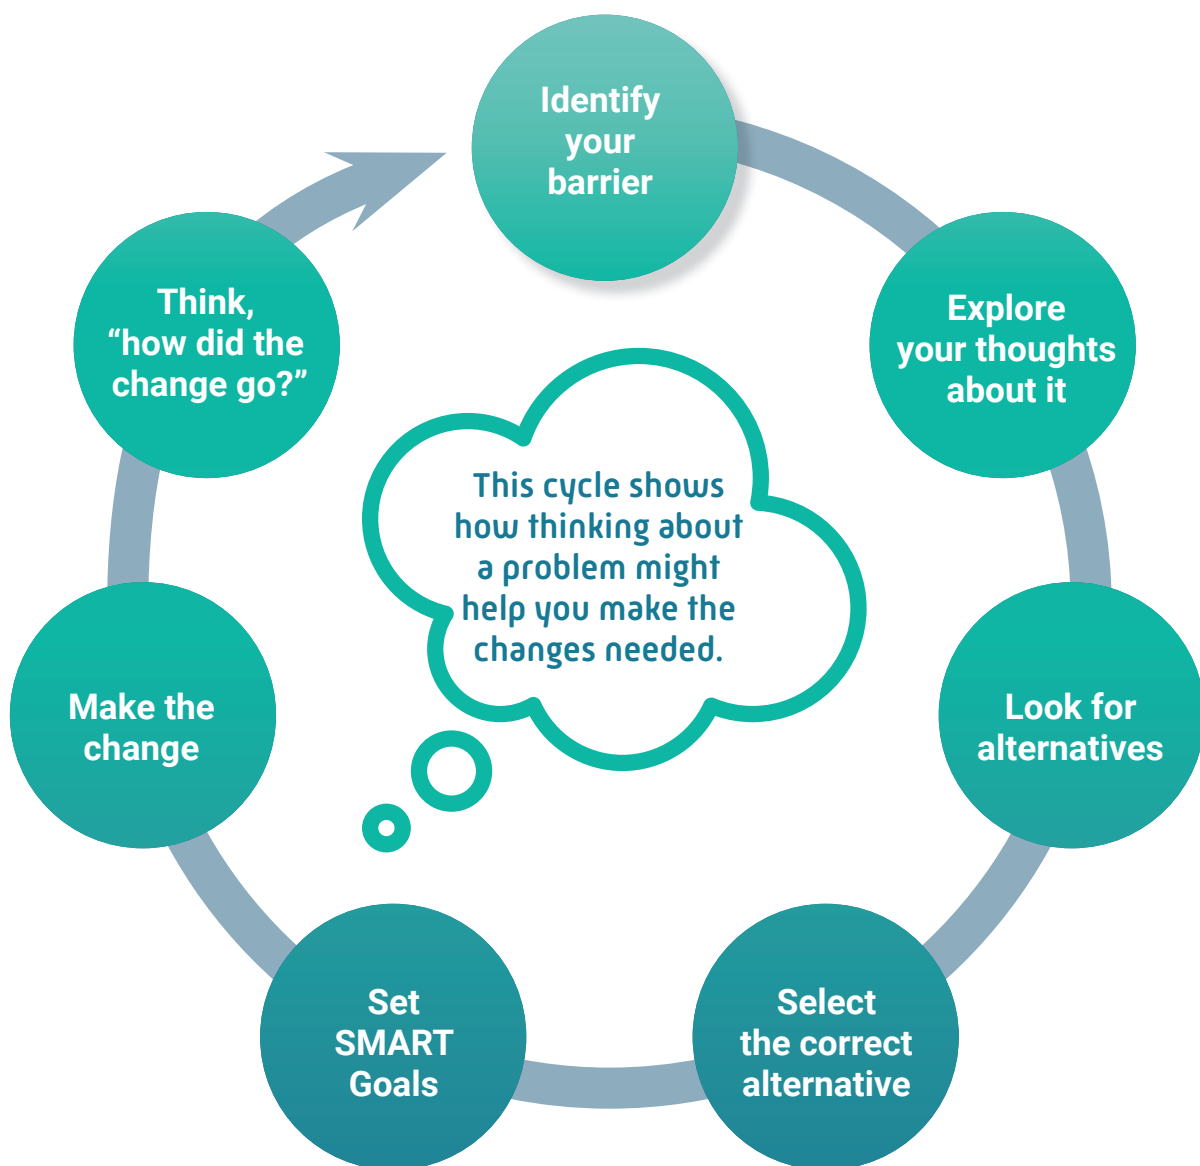 Identify
your
barrier
Explore
your thoughts
about it
Look for
alternatives
Select
the correct
alternative
Set
SMART
Goals
Make the
change
Think,
“how did the
change go?”
This cycle shows
how thinking about
a problem might
help you make the
changes needed.